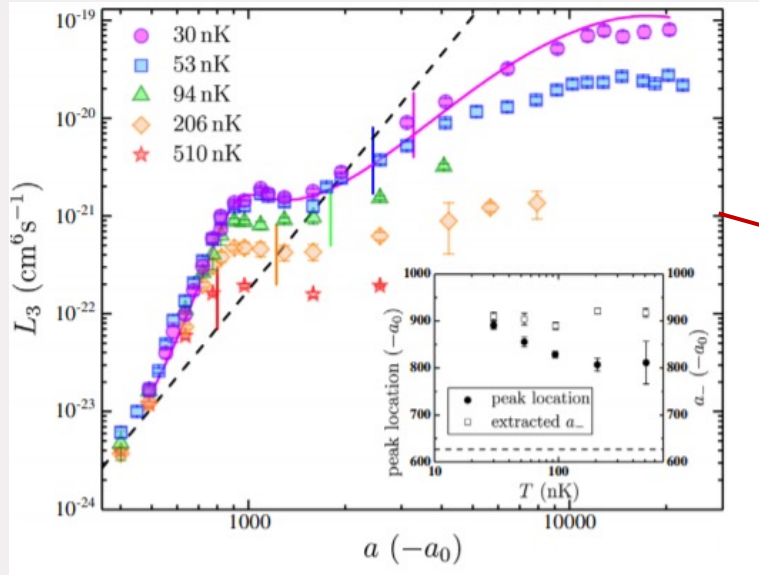 10^{-19}
10^{-20}
10^{-21}
10^{-22}
10^{-23}
10^{-24}
L_3 (cm^6 s^{-1})
30 nK
53 nK
94 nK
206 nK
510 nK
1000
10000
a (−a_0)
1000
900
800
700
600
peak location (−a_0)
peak location
extracted a_−
1000
900
800
700
600
a_− (−a_0)
10
100
T (nK)